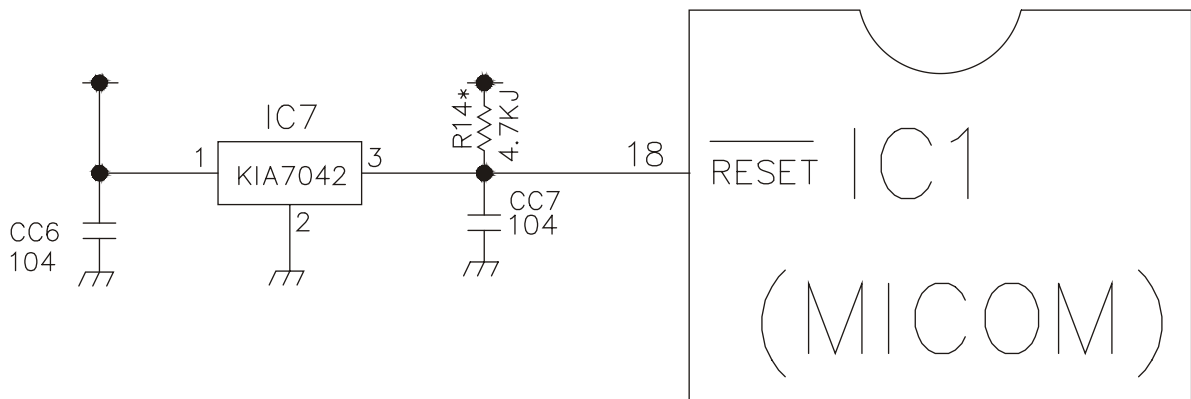 IC7
1
KIA7042
3
2
CC6
104
R14*
4.7KJ
CC7
104
18
RESET
IC1
(MICOM)